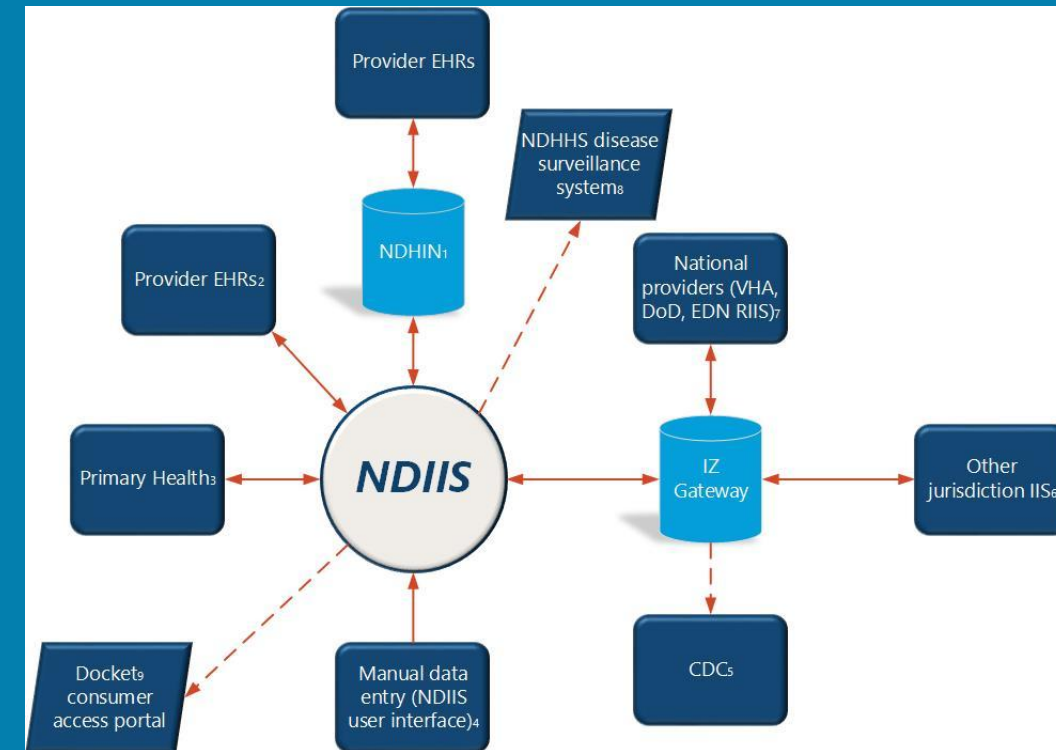 Provider EHRs
NDHHS disease
surveillance
system₈
NDHIN₁
Provider EHRs₂
National
providers (VHA,
DoD, EDN RIIS)₇
Primary Health₃
NDIIS
IZ
Gateway
Other
jurisdiction IIS₆
Docket₉
consumer
access portal
Manual data
entry (NDIIS
user interface)₄
CDC₅